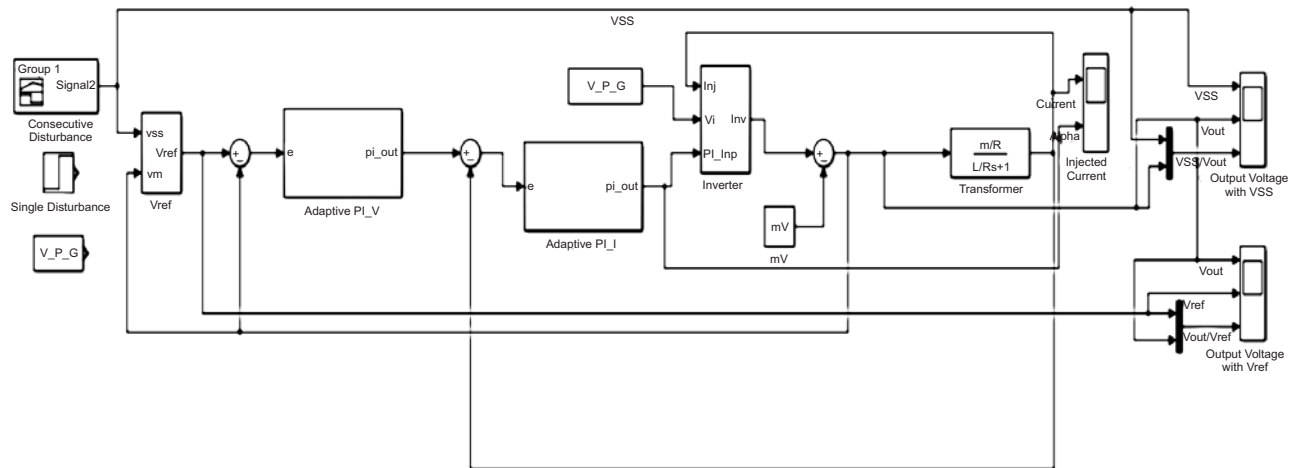 VSS
Group 1
Signal2
Consecutive
Disturbance
vss
Vref
vm
Vref
Single Disturbance
V_P_G
+
_
e
pi_out
Adaptive PI_V
+
_
e
pi_out
Adaptive PI_I
V_P_G
Inj
Vi
Inv
PI_Inp
Inverter
+
_
mV
mV
m/R
L/Rs+1
Transformer
Current
Alpha
Injected
Current
VSS
Vout
VSS/Vout
Output Voltage
with VSS
Vout
Vref
Vout/Vref
Output Voltage
with Vref